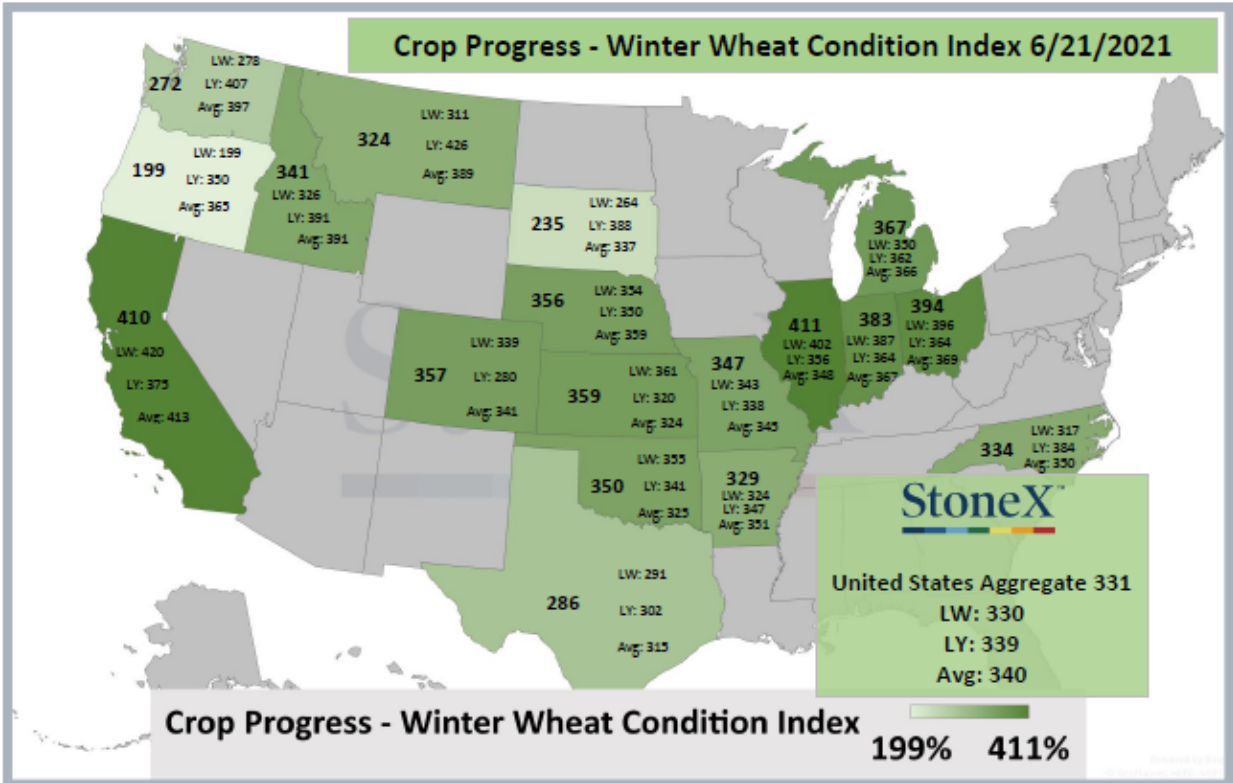 Crop Progress - Winter Wheat Condition Index 6/21/2021
272
LW: 278
LY: 407
Avg: 397
199
LW: 199
LY: 350
Avg: 365
341
LW: 326
LY: 391
Avg: 391
324
LW: 311
LY: 426
Avg: 389
235
LW: 264
LY: 388
Avg: 337
367
LW: 350
LY: 362
Avg: 366
410
LW: 420
LY: 375
Avg: 413
356
LW: 354
LY: 350
Avg: 359
357
LW: 339
LY: 280
Avg: 341
359
LW: 361
LY: 320
Avg: 324
347
LW: 343
LY: 338
Avg: 345
411
LW: 402
LY: 356
Avg: 348
383
LW: 387
LY: 364
Avg: 367
394
LW: 396
LY: 364
Avg: 369
350
LW: 355
LY: 341
Avg: 325
329
LW: 324
LY: 347
Avg: 351
334
LW: 317
LY: 384
Avg: 350
286
LW: 291
LY: 302
Avg: 315
StoneX™
United States Aggregate 331
LW: 330
LY: 339
Avg: 340
Crop Progress - Winter Wheat Condition Index
199% 411%